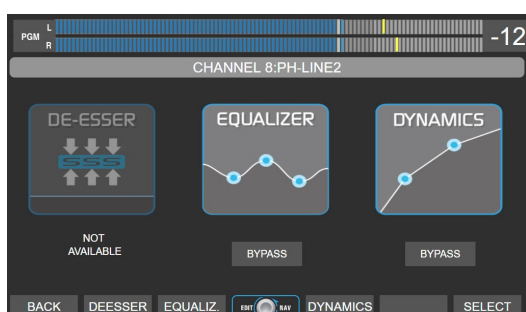 L
PGM
R
-12
CHANNEL 8:PH-LINE2
DE-ESSER
EQUALIZER
DYNAMICS
SSS
NOT
AVAILABLE
BYPASS
BYPASS
BACK
DEESSER
EQUALIZ.
EDIT
NAV
DYNAMICS
SELECT